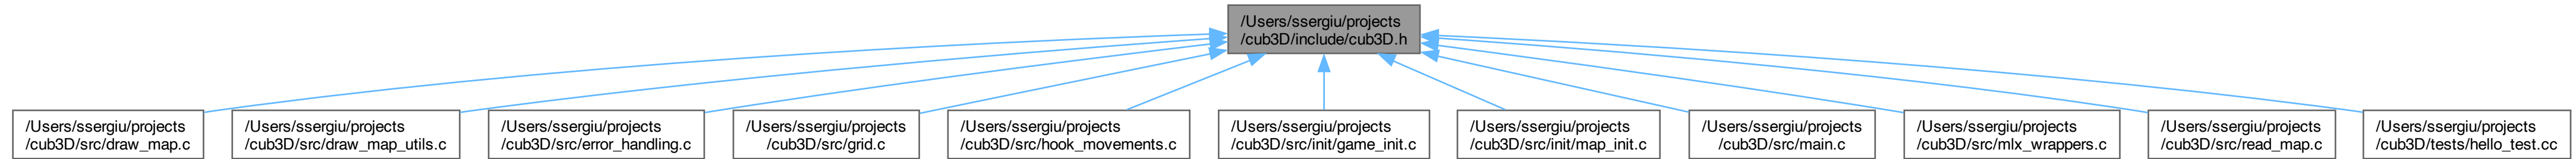 /Users/ssergiu/projects
/cub3D/include/cub3D.h
/Users/ssergiu/projects
/cub3D/src/draw_map.c
/Users/ssergiu/projects
/cub3D/src/draw_map_utils.c
/Users/ssergiu/projects
/cub3D/src/error_handling.c
/Users/ssergiu/projects
/cub3D/src/grid.c
/Users/ssergiu/projects
/cub3D/src/hook_movements.c
/Users/ssergiu/projects
/cub3D/src/init/game_init.c
/Users/ssergiu/projects
/cub3D/src/init/map_init.c
/Users/ssergiu/projects
/cub3D/src/main.c
/Users/ssergiu/projects
/cub3D/src/mlx_wrappers.c
/Users/ssergiu/projects
/cub3D/src/read_map.c
/Users/ssergiu/projects
/cub3D/tests/hello_test.cc